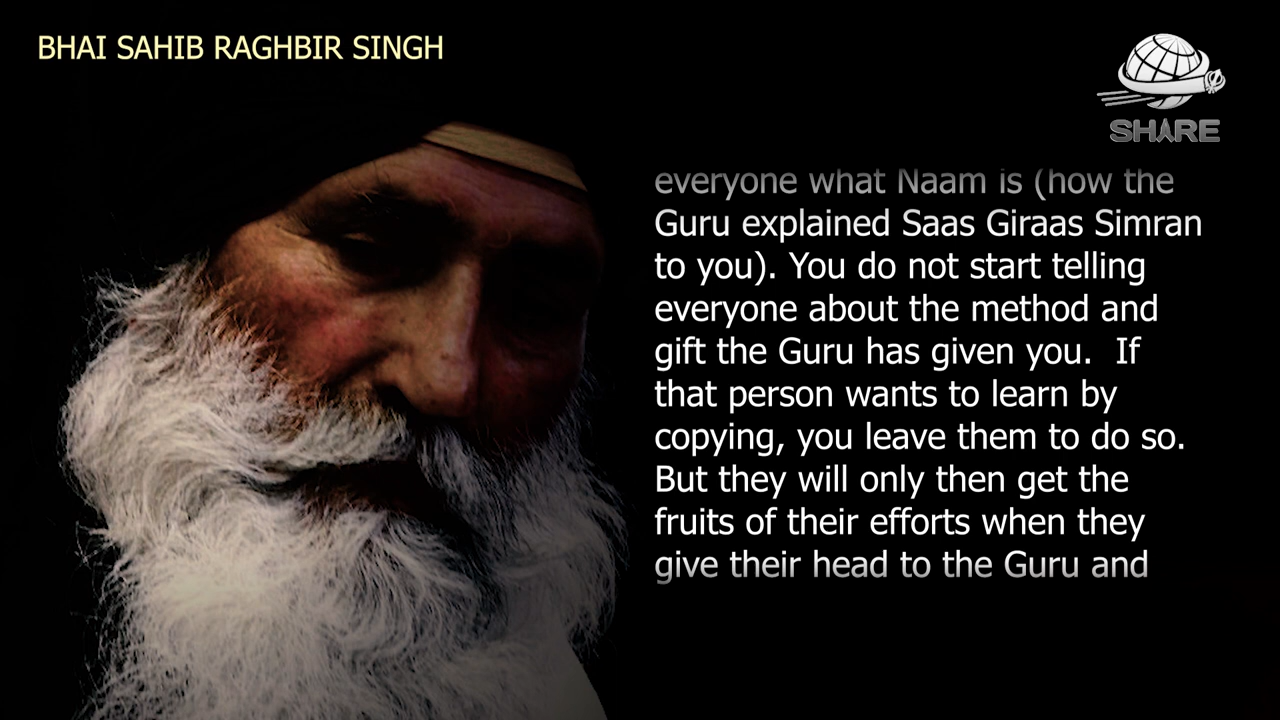 BHAI SAHIB RAGHBIR SINGH
SHARE
everyone what Naam is (how the
Guru explained Saas Giraas Simran
to you). You do not start telling
everyone about the method and
gift the Guru has given you.  If
that person wants to learn by
copying, you leave them to do so.
But they will only then get the
fruits of their efforts when they
give their head to the Guru and